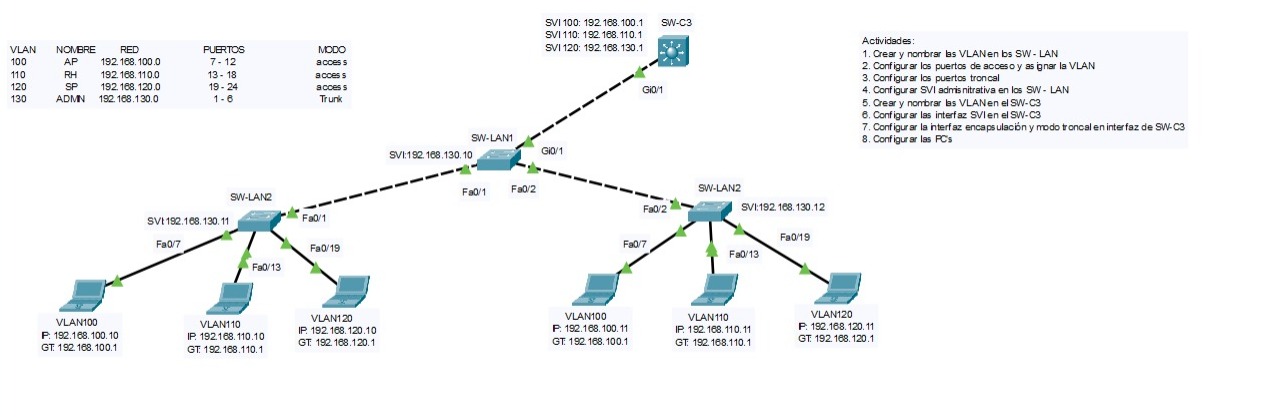 SVI 100: 192.168.100.1
SVI 110: 192.168.110.1
SVI 120: 192.168.130.1
SW-C3
Gi0/1
VLAN NOMBRE RED PUERTOS MODO
100 AP 192.168.100.0 7 - 12 access
110 RH 192.168.110.0 13 - 18 access
120 SP 192.168.120.0 19 - 24 access
130 ADMIN 192.168.130.0 1 - 6 Trunk
Actividades:
1. Crear y nombrar las VLAN en los SW - LAN
2. Configurar los puertos de acceso y asignar la VLAN
3. Configurar los puertos troncal
4. Configurar SVI admisnitrativa en los SW - LAN
5. Crear y nombrar las VLAN en el SW-C3
6. Configurar las interfaz SVI en el SW-C3
7. Configurar la interfaz encapsulación y modo troncal en interfaz de SW-C3
8. Configurar las PC's
SW-LAN1
SVI:192.168.130.10
Gi0/1
Fa0/1
Fa0/2
SW-LAN2
SVI:192.168.130.11
Fa0/1
Fa0/7
Fa0/13
Fa0/19
SW-LAN2
SVI:192.168.130.12
Fa0/2
Fa0/7
Fa0/13
Fa0/19
VLAN100
IP: 192.168.100.10
GT: 192.168.100.1
VLAN110
IP: 192.168.110.10
GT: 192.168.110.1
VLAN120
IP: 192.168.120.10
GT: 192.168.120.1
VLAN100
IP: 192.168.100.11
GT: 192.168.100.1
VLAN110
IP: 192.168.110.11
GT: 192.168.110.1
VLAN120
IP: 192.168.120.11
GT: 192.168.120.1